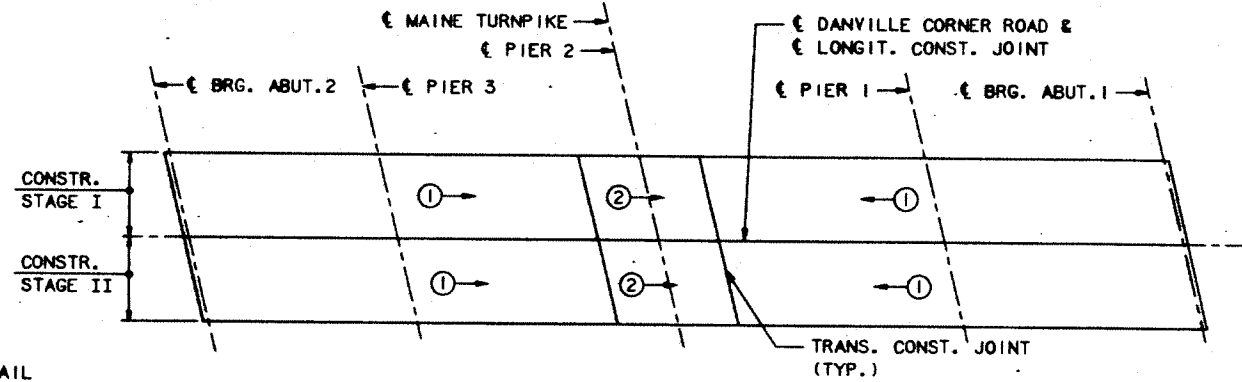 ℄ MAINE TURNPIKE
℄ PIER 2
℄ DANVILLE CORNER ROAD &
℄ LONGIT. CONST. JOINT
℄ BRG. ABUT.2
℄ PIER 3
℄ PIER 1
℄ BRG. ABUT.1
CONSTR.
STAGE I
1
2
1
CONSTR.
STAGE II
1
2
1
TRANS. CONST. JOINT
(TYP.)
AIL